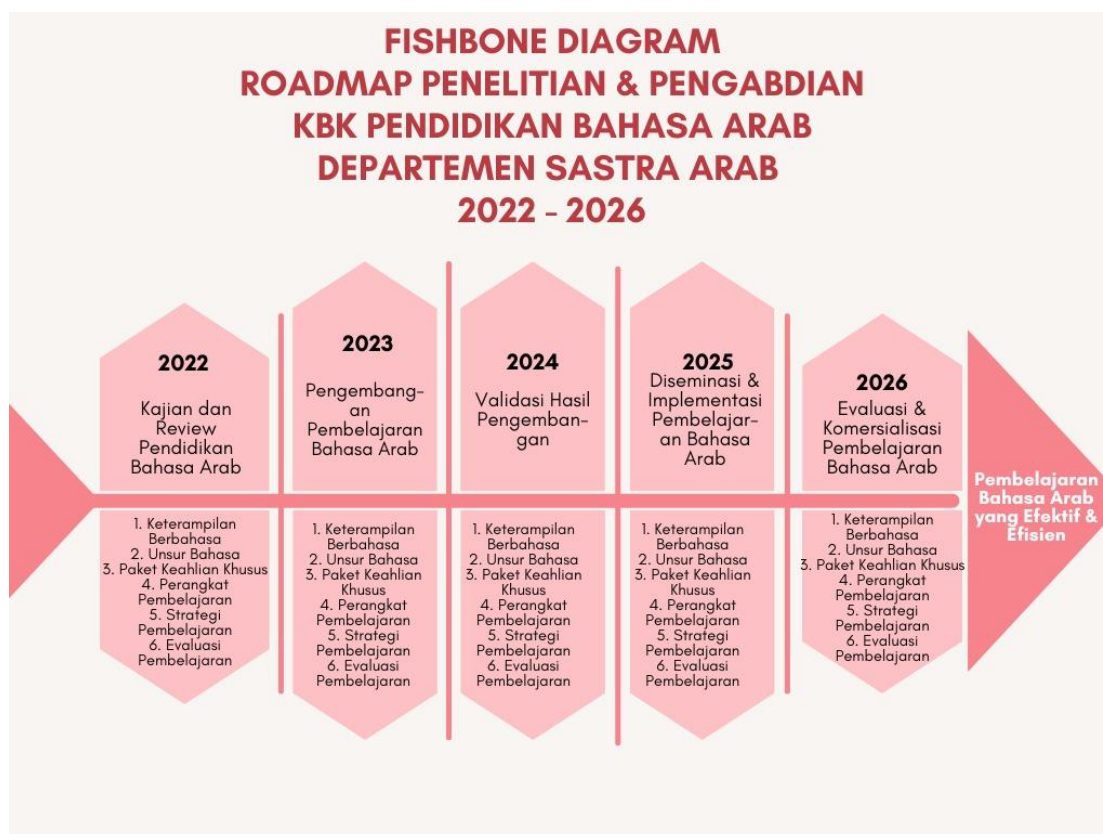 FISHBONE DIAGRAM
ROADMAP PENELITIAN & PENGABDIAN
KBK PENDIDIKAN BAHASA ARAB
DEPARTEMEN SASTRA ARAB
2022 - 2026
2022
Kajian dan
Review
Pendidikan
Bahasa Arab
2023
Pengembang-
an
Pembelajaran
Bahasa Arab
2024
Validasi Hasil
Pengemban-
gan
2025
Diseminasi &
Implementasi
Pembelajar-
an Bahasa
Arab
2026
Evaluasi &
Komersialisasi
Pembelajaran
Bahasa Arab
Pembelajaran
Bahasa Arab
yang Efektif &
Efisien
1. Keterampilan
Berbahasa
2. Unsur Bahasa
3. Paket Keahlian Khusus
4. Perangkat
Pembelajaran
5. Strategi
Pembelajaran
6. Evaluasi
Pembelajaran
1. Keterampilan
Berbahasa
2. Unsur Bahasa
3. Paket Keahlian
Khusus
4. Perangkat
Pembelajaran
5. Strategi
Pembelajaran
6. Evaluasi
Pembelajaran
1. Keterampilan
Berbahasa
2. Unsur Bahasa
3. Paket Keahlian
Khusus
4. Perangkat
Pembelajaran
5. Strategi
Pembelajaran
6. Evaluasi
Pembelajaran
1. Keterampilan
Berbahasa
2. Unsur Bahasa
3. Paket Keahlian
Khusus
4. Perangkat
Pembelajaran
5. Strategi
Pembelajaran
6. Evaluasi
Pembelajaran
1. Keterampilan
Berbahasa
2. Unsur Bahasa
3. Paket Keahlian Khusus
4. Perangkat
Pembelajaran
5. Strategi
Pembelajaran
6. Evaluasi
Pembelajaran